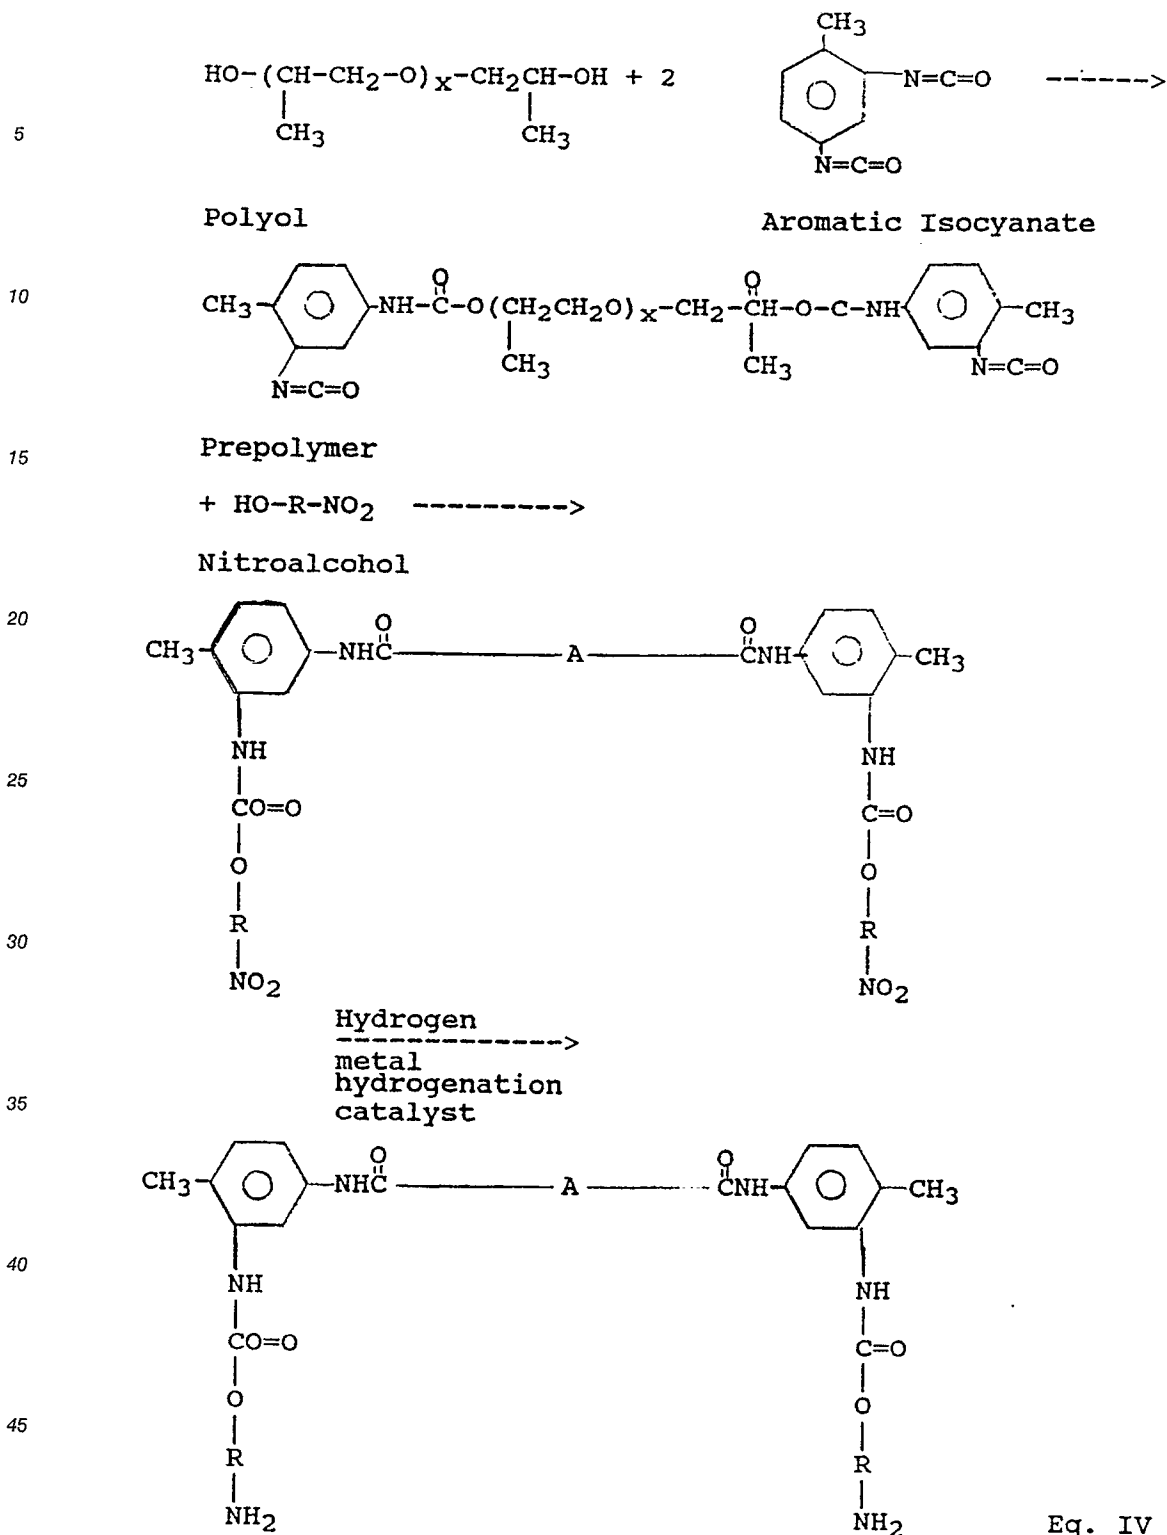 CH3
HO-(CH-CH2-O)x-CH2CH-OH + 2 N=C=O ------>
5 CH3 CH3
N=C=O
Polyol Aromatic Isocyanate
O O
10 CH3 NH-C-O(CH2CH2O)x-CH2-CH-O-C-NH CH3
CH3 CH3 N=C=O
N=C=O
15 Prepolymer
+ HO-R-NO2 ---------->
Nitroalcohol
20 O O
CH3 NHC A CNH CH3
NH NH
25 CO=O C=O
O O
30 R R
NO2 NO2
Hydrogen
------------->
metal
hydrogenation
35 catalyst
O O
CH3 NHC A CNH CH3
40 NH NH
CO=O C=O
45 O O
R R
NH2 NH2 Eq. IV